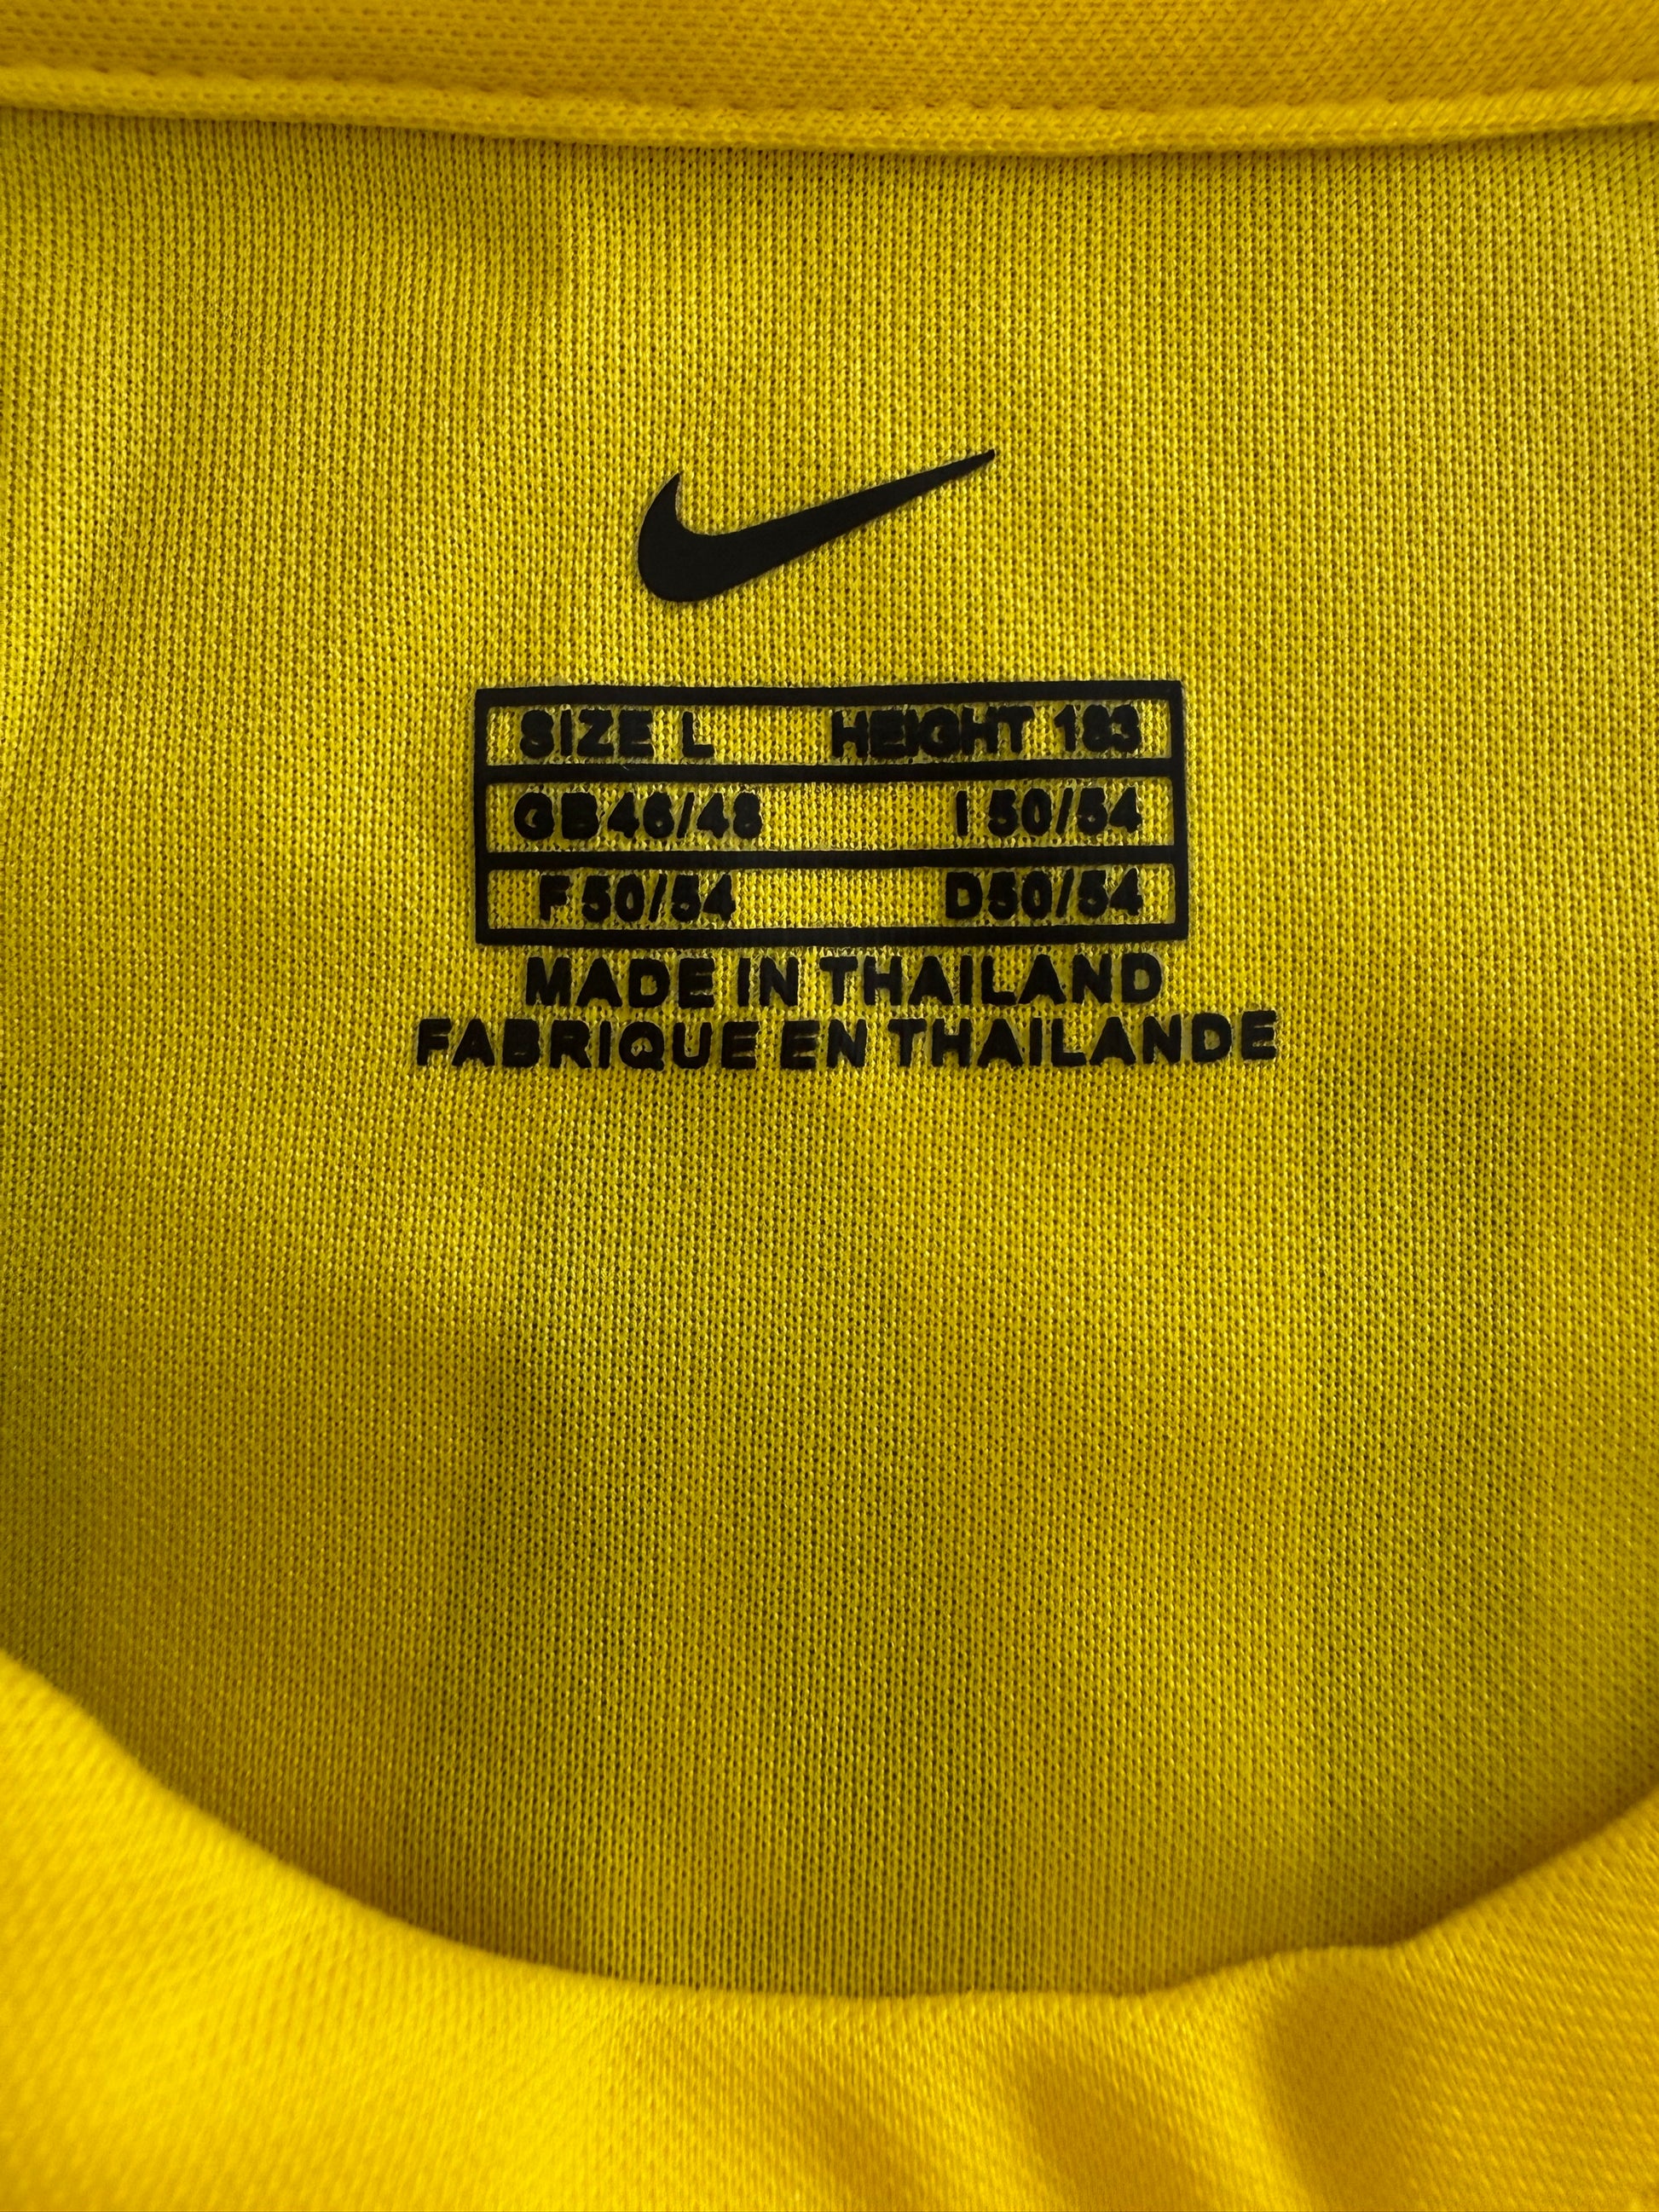 SIZE L HEIGHT 183
GB46/48 I 50/54
F 50/54 D50/54
MADE IN THAILAND
FABRIQUE EN THAILANDE